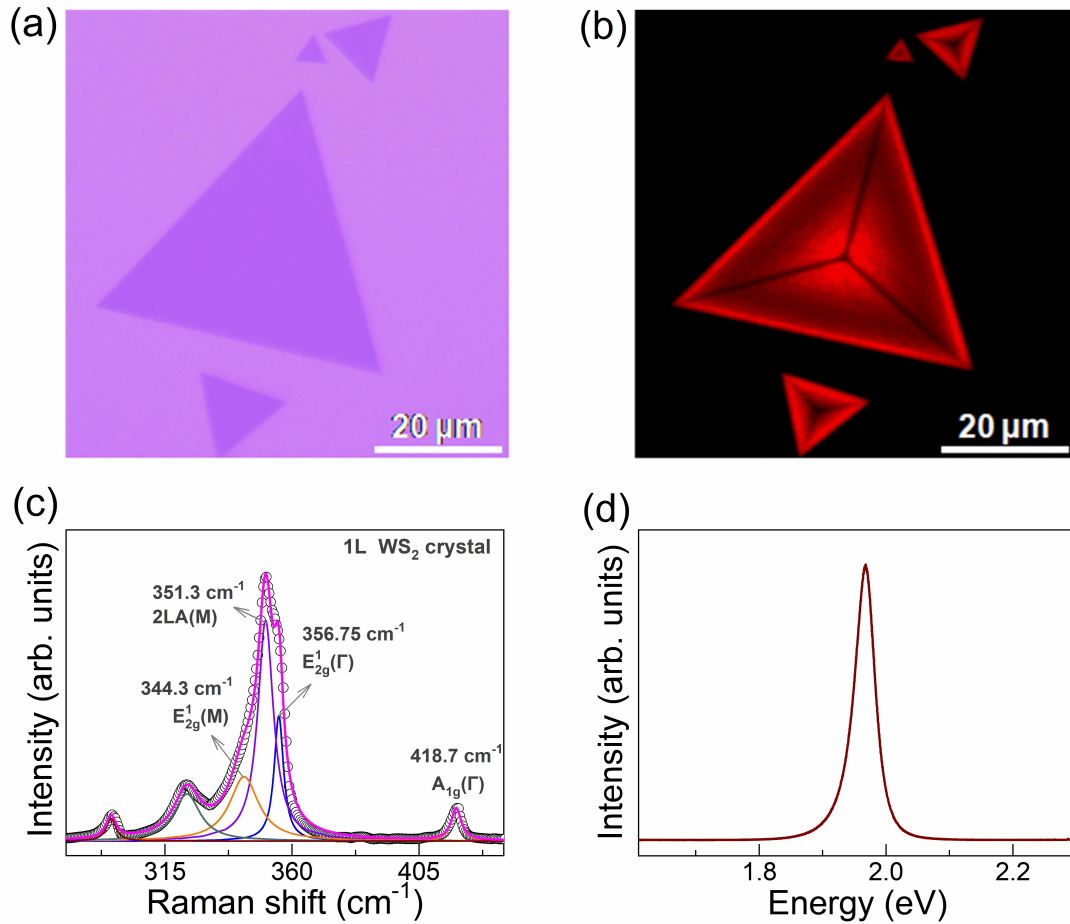 (a)
(b)
20 μm
20 μm
(c)
(d)
1L WS₂ crystal
351.3 cm⁻¹
2LA(M)
356.75 cm⁻¹
E¹₂g(Γ)
344.3 cm⁻¹
E¹₂g(M)
418.7 cm⁻¹
A₁g(Γ)
Intensity (arb. units)
315
360
405
Raman shift (cm⁻¹)
Intensity (arb. units)
1.8
2.0
2.2
Energy (eV)